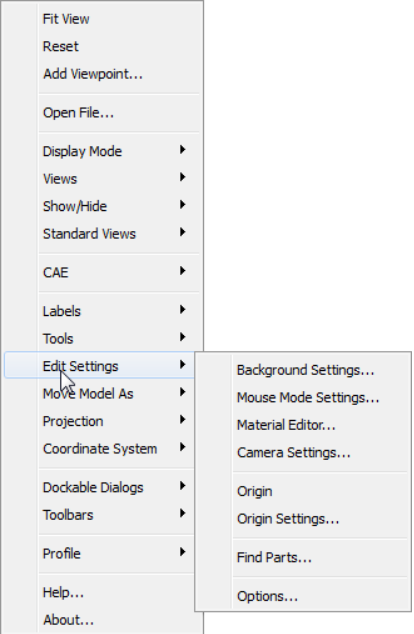 Fit View
Reset
Add Viewpoint...
Open File...
Display Mode
Views
Show/Hide
Standard Views
CAE
Labels
Tools
Edit Settings
Move Model As
Projection
Coordinate System
Dockable Dialogs
Toolbars
Profile
Help...
About...
Background Settings...
Mouse Mode Settings...
Material Editor...
Camera Settings...
Origin
Origin Settings...
Find Parts...
Options...